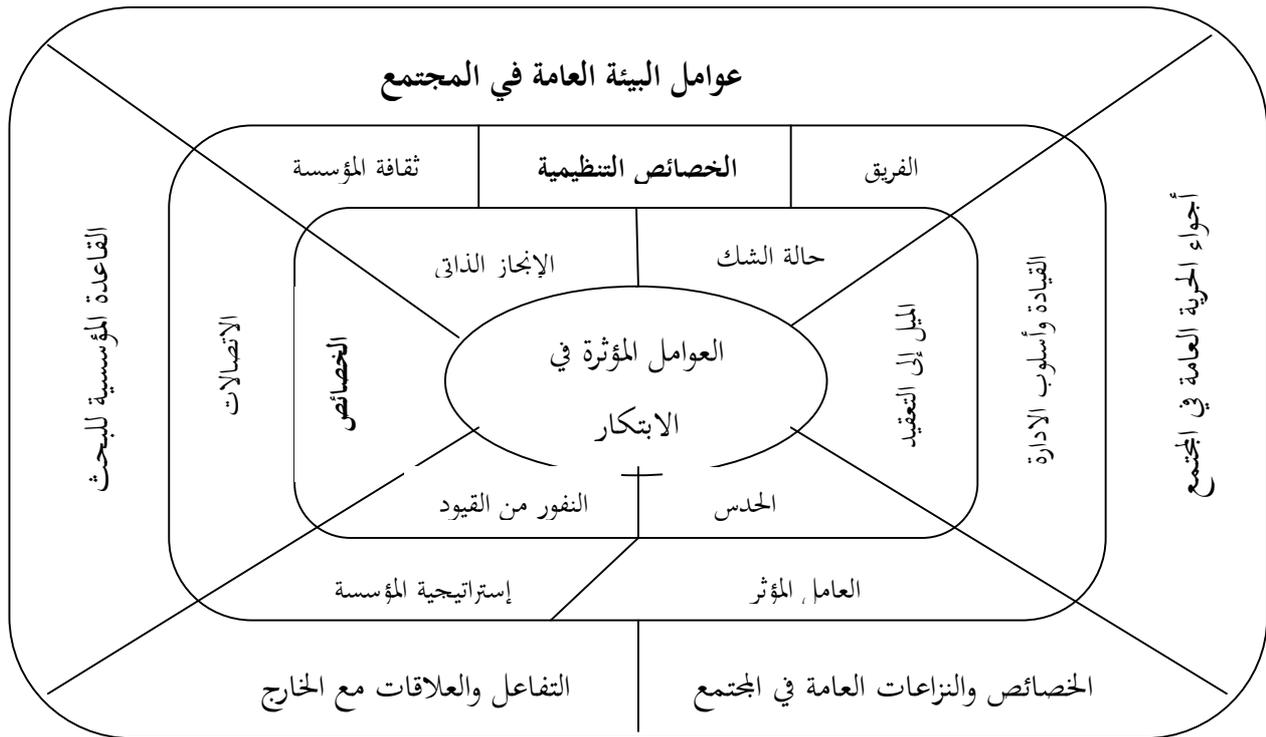 عوامل البيئة العامة في المجتمع
الفريق
الخصائص التنظيمية
ثقافة المؤسسة
حالة الشك
الإنجاز الذاتي
أجواء الحرية العامة في المجتمع
القيادة وأسلوب الادارة
الميل إلى التعقيد
العوامل المؤثرة في
الابتكار
الخصائص
الاتصالات
القاعدة المؤسسية للبحث
الحدس
النفور من القيود
العامل المؤثر
إستراتيجية المؤسسة
الخصائص والنزاعات العامة في المجتمع
التفاعل والعلاقات مع الخارج